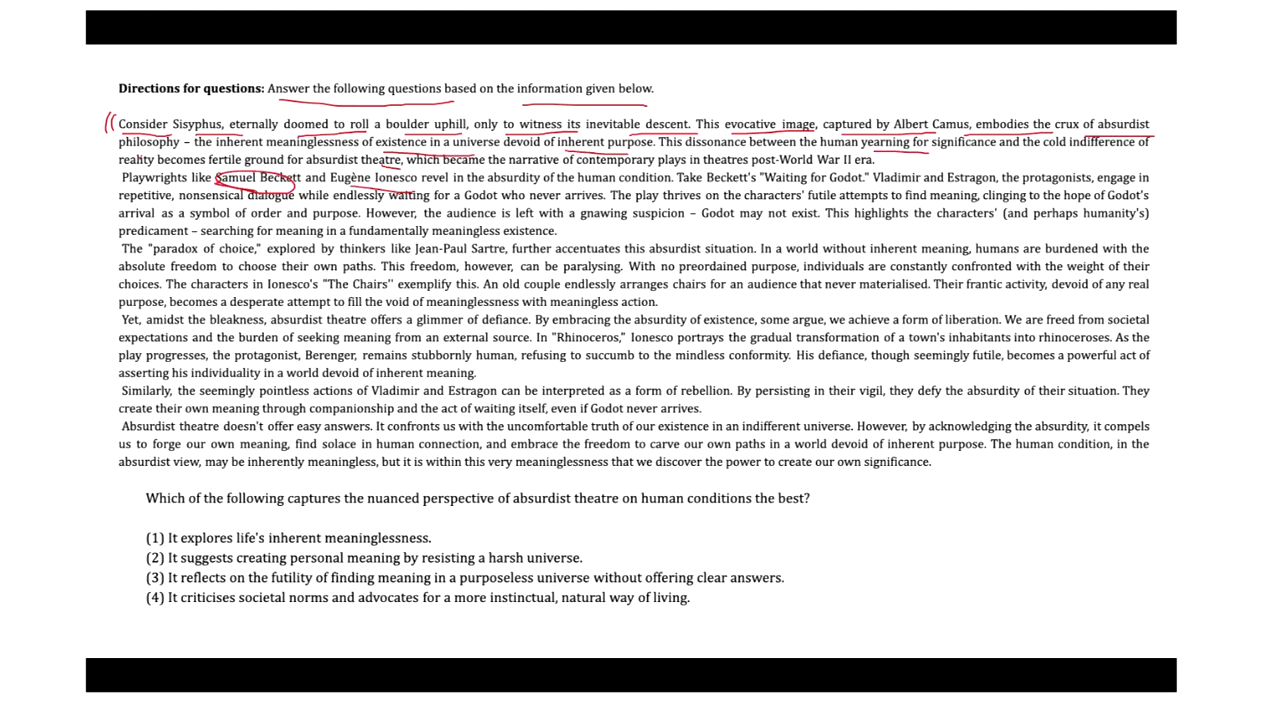 Directions for questions: Answer the following questions based on the information given below.
Consider Sisyphus, eternally doomed to roll a boulder uphill, only to witness its inevitable descent. This evocative image, captured by Albert Camus, embodies the crux of absurdist
philosophy – the inherent meaninglessness of existence in a universe devoid of inherent purpose. This dissonance between the human yearning for significance and the cold indifference of
reality becomes fertile ground for absurdist theatre, which became the narrative of contemporary plays in theatres post-World War II era.
Playwrights like Samuel Beckett and Eugène Ionesco revel in the absurdity of the human condition. Take Beckett's "Waiting for Godot." Vladimir and Estragon, the protagonists, engage in
repetitive, nonsensical dialogue while endlessly waiting for a Godot who never arrives. The play thrives on the characters' futile attempts to find meaning, clinging to the hope of Godot's
arrival as a symbol of order and purpose. However, the audience is left with a gnawing suspicion – Godot may not exist. This highlights the characters' (and perhaps humanity's)
predicament – searching for meaning in a fundamentally meaningless existence.
The "paradox of choice," explored by thinkers like Jean-Paul Sartre, further accentuates this absurdist situation. In a world without inherent meaning, humans are burdened with the
absolute freedom to choose their own paths. This freedom, however, can be paralysing. With no preordained purpose, individuals are constantly confronted with the weight of their
choices. The characters in Ionesco's "The Chairs" exemplify this. An old couple endlessly arranges chairs for an audience that never materialised. Their frantic activity, devoid of any real
purpose, becomes a desperate attempt to fill the void of meaninglessness with meaningless action.
Yet, amidst the bleakness, absurdist theatre offers a glimmer of defiance. By embracing the absurdity of existence, some argue, we achieve a form of liberation. We are freed from societal
expectations and the burden of seeking meaning from an external source. In "Rhinoceros," Ionesco portrays the gradual transformation of a town's inhabitants into rhinoceroses. As the
play progresses, the protagonist, Berenger, remains stubbornly human, refusing to succumb to the mindless conformity. His defiance, though seemingly futile, becomes a powerful act of
asserting his individuality in a world devoid of inherent meaning.
Similarly, the seemingly pointless actions of Vladimir and Estragon can be interpreted as a form of rebellion. By persisting in their vigil, they defy the absurdity of their situation. They
create their own meaning through companionship and the act of waiting itself, even if Godot never arrives.
Absurdist theatre doesn't offer easy answers. It confronts us with the uncomfortable truth of our existence in an indifferent universe. However, by acknowledging the absurdity, it compels
us to forge our own meaning, find solace in human connection, and embrace the freedom to carve our own paths in a world devoid of inherent purpose. The human condition, in the
absurdist view, may be inherently meaningless, but it is within this very meaninglessness that we discover the power to create our own significance.
Which of the following captures the nuanced perspective of absurdist theatre on human conditions the best?
(1) It explores life's inherent meaninglessness.
(2) It suggests creating personal meaning by resisting a harsh universe.
(3) It reflects on the futility of finding meaning in a purposeless universe without offering clear answers.
(4) It criticises societal norms and advocates for a more instinctual, natural way of living.